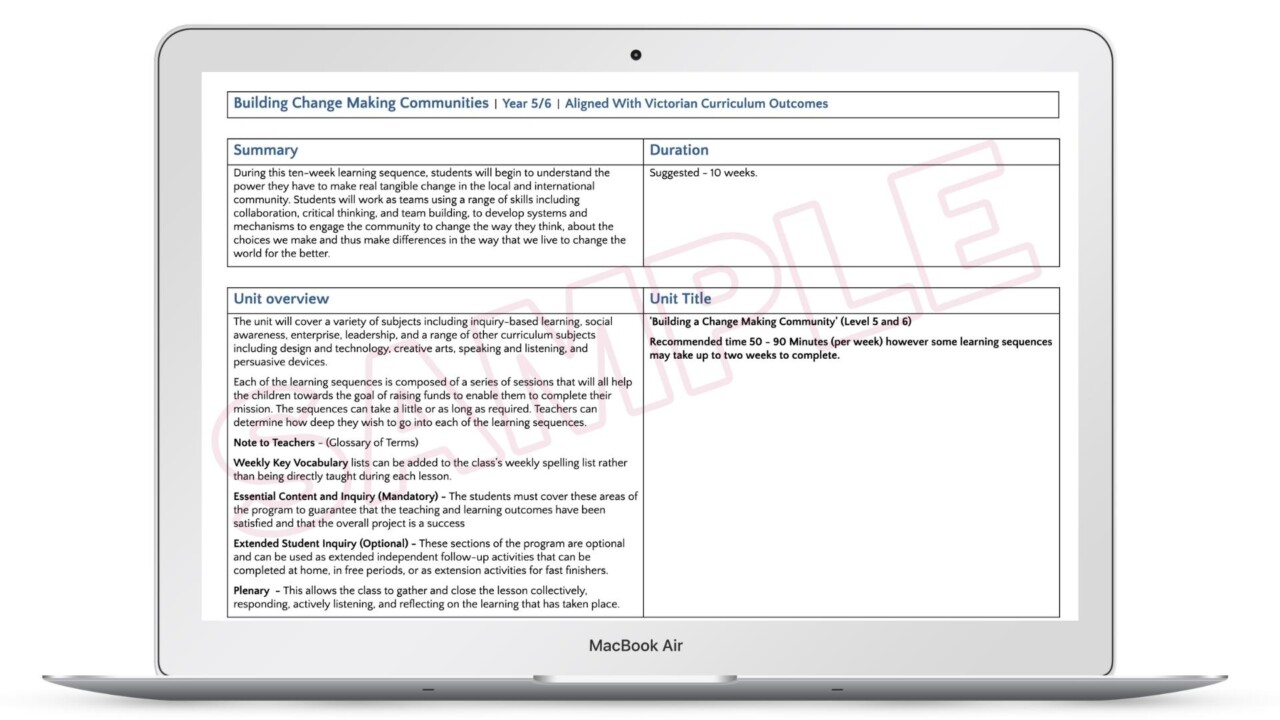 Building Change Making Communities | Year 5/6 | Aligned With Victorian Curriculum Outcomes
Summary
During this ten-week learning sequence, students will begin to understand the
power they have to make real tangible change in the local and international
community. Students will work as teams using a range of skills including
collaboration, critical thinking, and team building, to develop systems and
mechanisms to engage the community to change the way they think, about the
choices we make and thus make differences in the way that we live to change the
world for the better.
Duration
Suggested - 10 weeks.
Unit overview
The unit will cover a variety of subjects including inquiry-based learning, social
awareness, enterprise, leadership, and a range of other curriculum subjects
including design and technology, creative arts, speaking and listening, and
persuasive devices.
Each of the learning sequences is composed of a series of sessions that will all help
the children towards the goal of raising funds to enable them to complete their
mission. The sequences can take a little or as long as required. Teachers can
determine how deep they wish to go into each of the learning sequences.
Note to Teachers - (Glossary of Terms)
Weekly Key Vocabulary lists can be added to the class's weekly spelling list rather
than being directly taught during each lesson.
Essential Content and Inquiry (Mandatory) - The students must cover these areas of
the program to guarantee that the teaching and learning outcomes have been
satisfied and that the overall project is a success
Extended Student Inquiry (Optional) - These sections of the program are optional
and can be used as extended independent follow-up activities that can be
completed at home, in free periods, or as extension activities for fast finishers.
Plenary - This allows the class to gather and close the lesson collectively,
responding, actively listening, and reflecting on the learning that has taken place.
Unit Title
'Building a Change Making Community' (Level 5 and 6)
Recommended time 50 - 90 Minutes (per week) however some learning sequences
may take up to two weeks to complete.
SAMPLE
MacBook Air